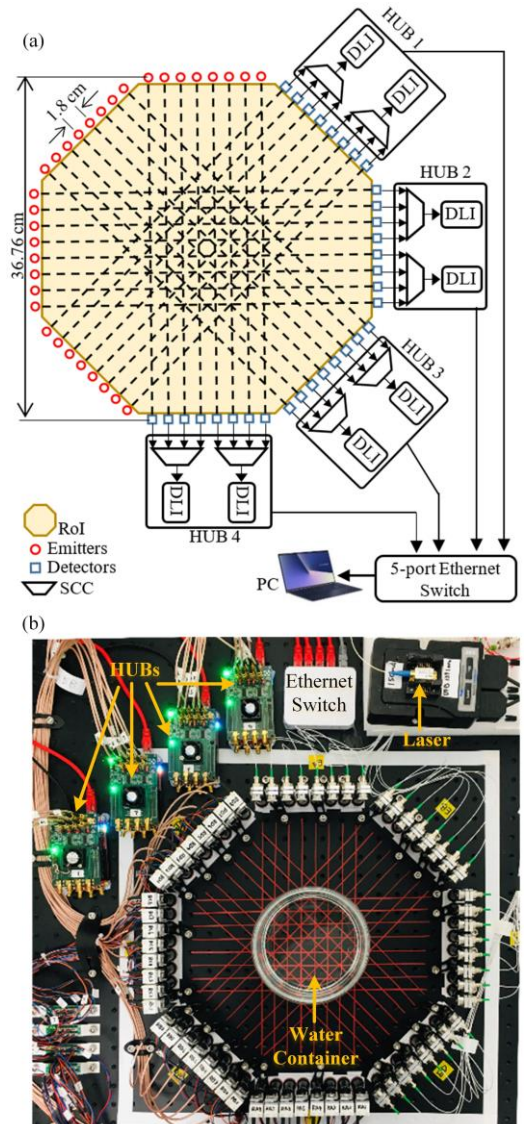 (a)
HUB 1
DLI
DLI
1.8 cm
HUB 2
DLI
DLI
36.76 cm
HUB 3
DLI
DLI
DLI
DLI
HUB 4
RoI
Emitters
Detectors
SCC
PC
5-port Ethernet
Switch
(b)
HUBs
Ethernet
Switch
Laser
Water
Container